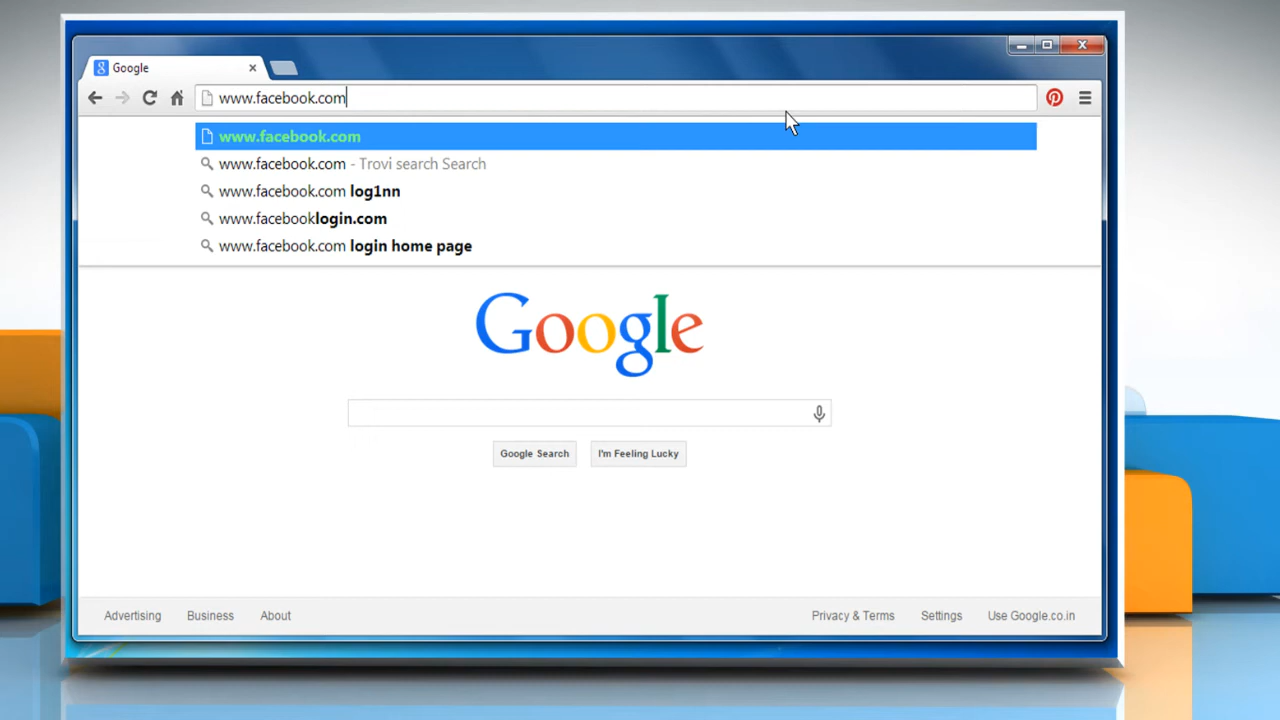 Google
www.facebook.com
www.facebook.com
www.facebook.com - Trovi search Search
www.facebook.com log1nn
www.facebooklogin.com
www.facebook.com login home page
Google
Google Search
I'm Feeling Lucky
Advertising Business About Privacy & Terms Settings Use Google.co.in